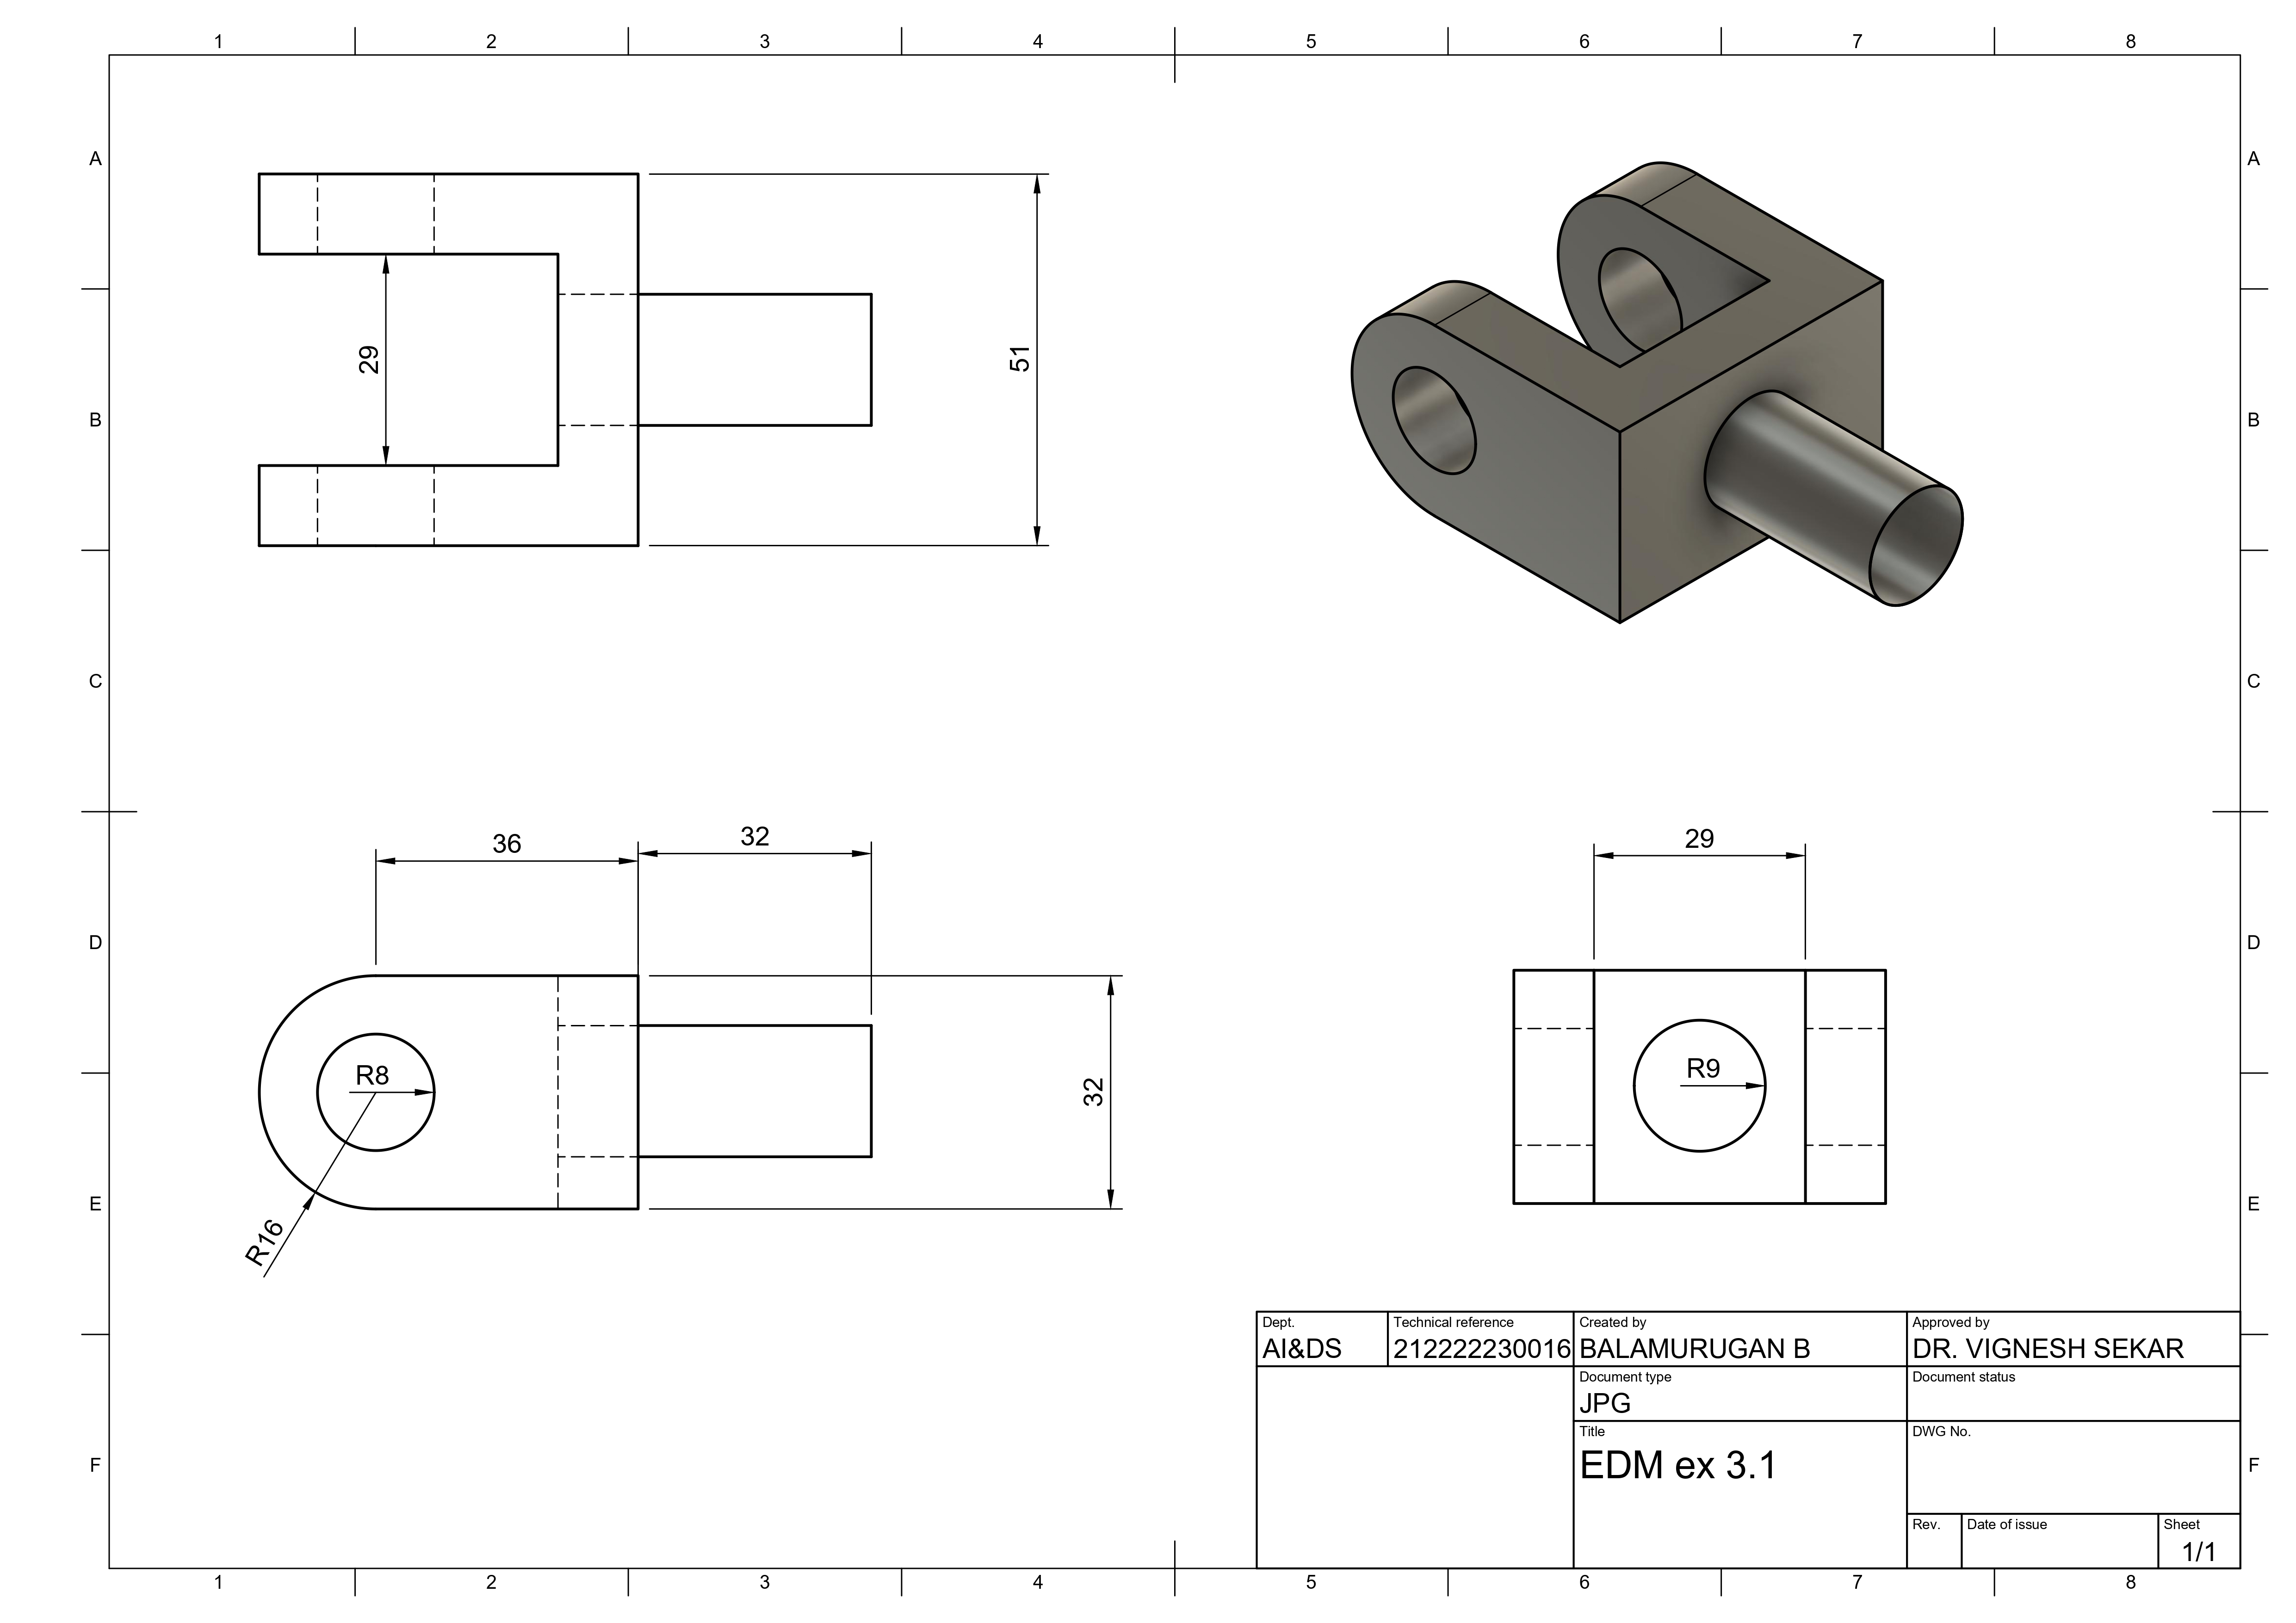 1 2 3 4 5 6 7 8
A A
29
51
B B
C C
36 32 29
D D
R8
R9
32
R16
E E
Dept. Technical reference Created by Approved by
AI&DS 212222230016 BALAMURUGAN B DR. VIGNESH SEKAR
Document type Document status
JPG
Title DWG No.
EDM ex 3.1
F F
Rev. Date of issue Sheet
1/1
1 2 3 4 5 6 7 8